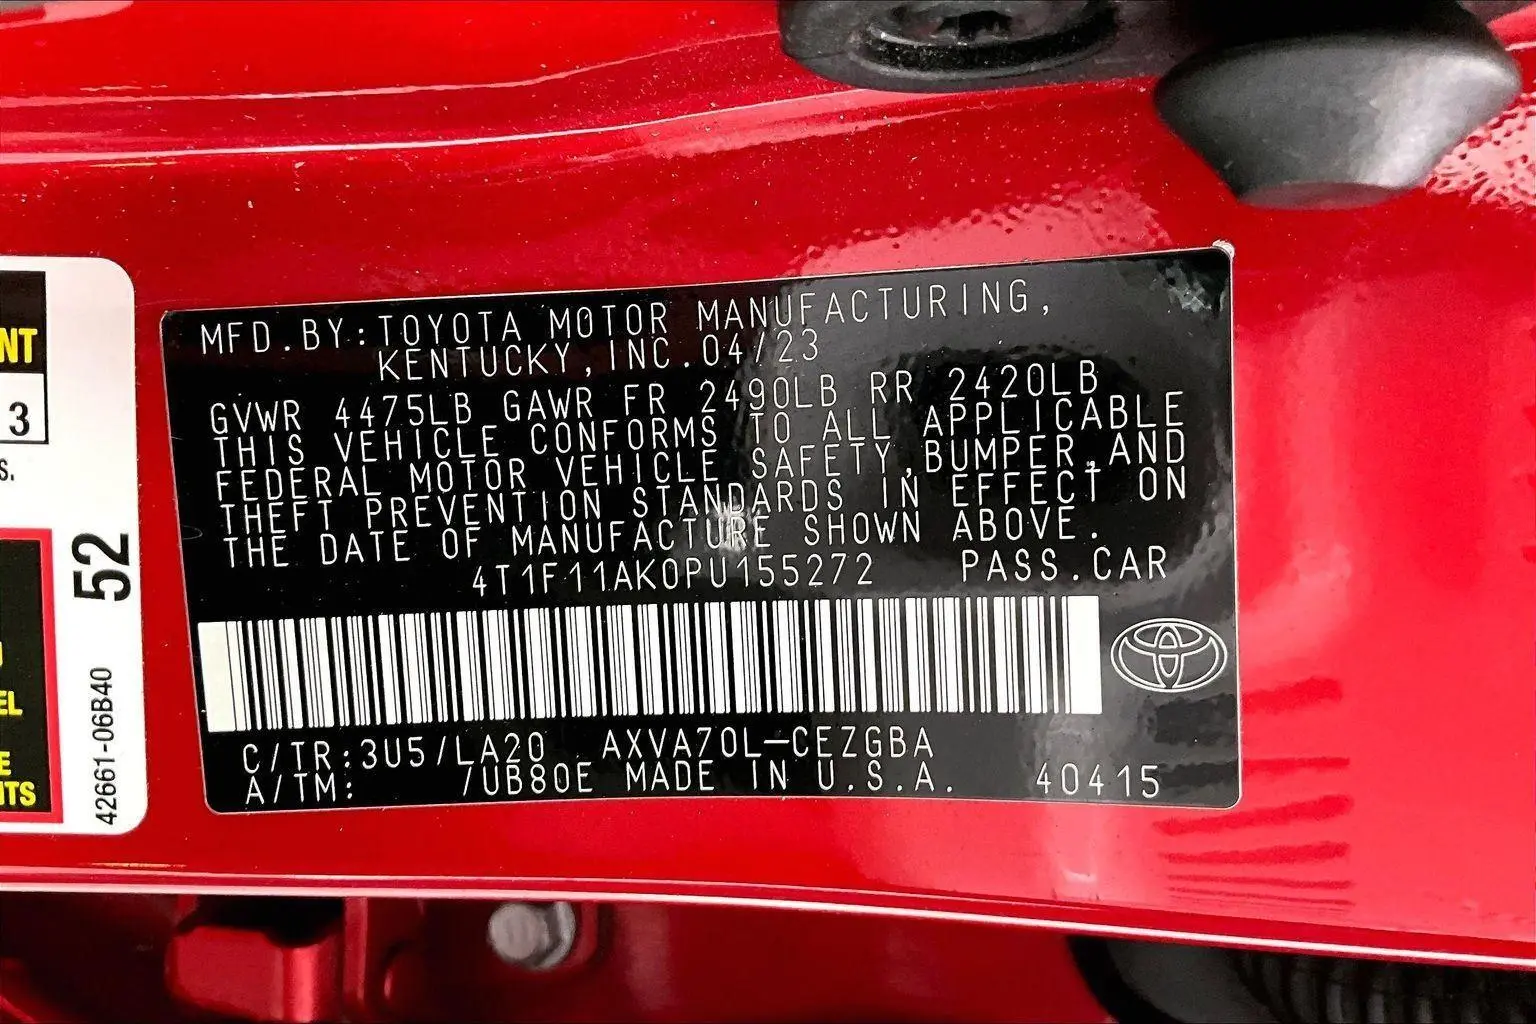 MFD.BY:TOYOTA MOTOR MANUFACTURING,
KENTUCKY,INC.04/23
GVWR 4475LB GAWR FR 2490LB RR 2420LB
THIS VEHICLE CONFORMS TO ALL APPLICABLE
FEDERAL MOTOR VEHICLE SAFETY,BUMPER,AND
THEFT PREVENTION STANDARDS IN EFFECT ON
THE DATE OF MANUFACTURE SHOWN ABOVE.
4T1F11AK0PU155272 PASS.CAR
C/TR:3U5/LA20 AXVA70L-CEZGBA
A/TM: /UB80E MADE IN U.S.A. 40415
NT
3
S.
52
42661-06B40
EL
E
NTS